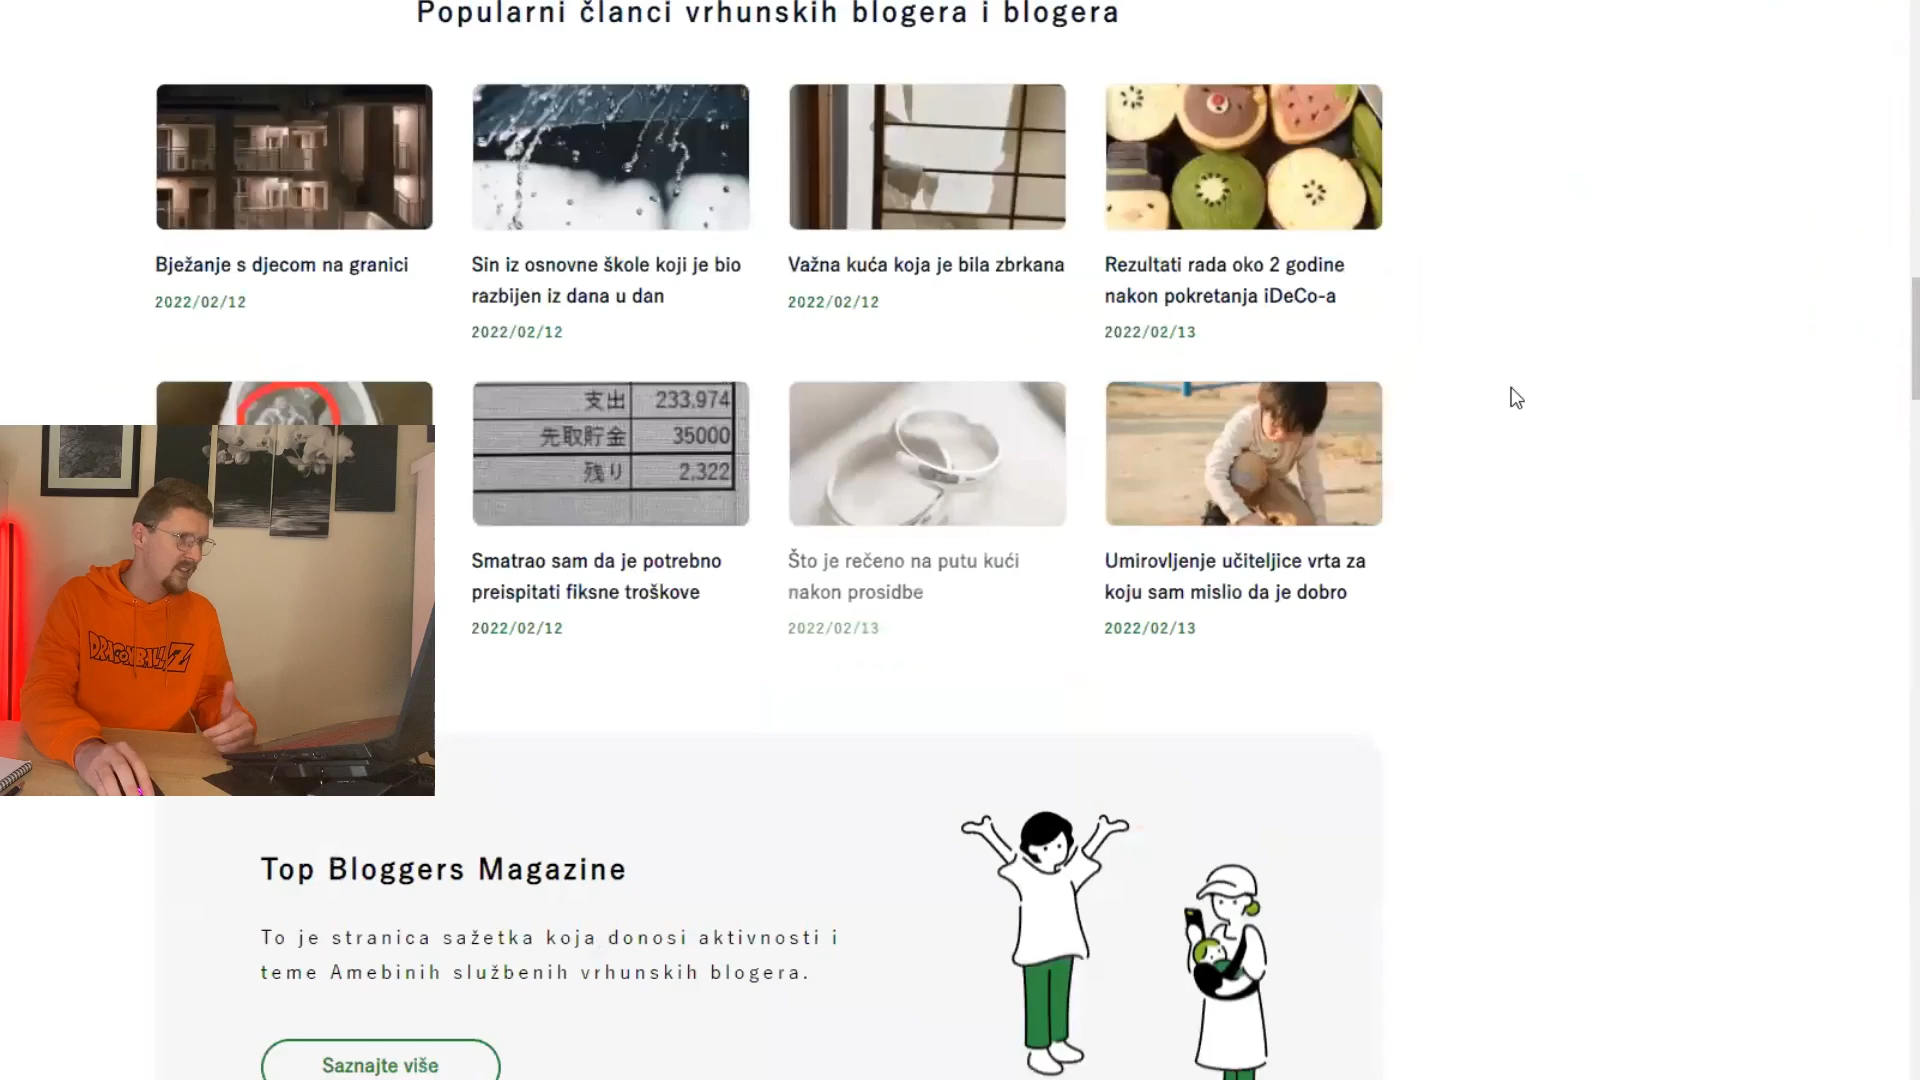 Popularni članci vrhunskih blogera i blogera
Bježanje s djecom na granici
2022/02/12
Sin iz osnovne škole koji je bio
razbijen iz dana u dan
2022/02/12
Važna kuća koja je bila zbrkana
2022/02/12
Rezultati rada oko 2 godine
nakon pokretanja iDeCo-a
2022/02/13
支出 233,974
先取貯金 35000
残り 2,322
Smatrao sam da je potrebno
preispitati fiksne troškove
2022/02/12
Što je rečeno na putu kući
nakon prosidbe
2022/02/13
Umirovljenje učiteljice vrta za
koju sam mislio da je dobro
2022/02/13
DRAGONBALL Z
Top Bloggers Magazine
To je stranica sažetka koja donosi aktivnosti i
teme Amebinih službenih vrhunskih blogera.
Saznajte više